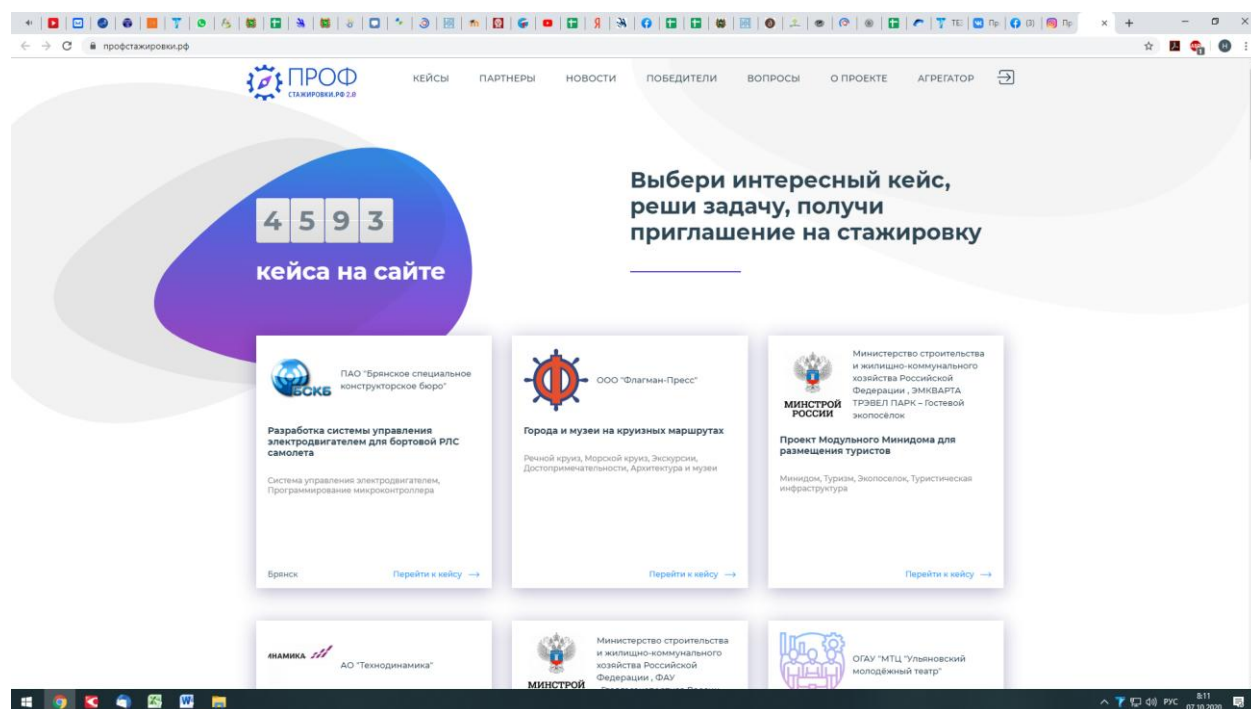 ТЕ)
Пр
(3)
Пр
профстажировки.рф
ПРОФ
СТАЖИРОВКИ.РФ 2.0
КЕЙСЫ ПАРТНЕРЫ НОВОСТИ ПОБЕДИТЕЛИ ВОПРОСЫ О ПРОЕКТЕ АГРЕГАТОР
4593
кейса на сайте
Выбери интересный кейс,
реши задачу, получи
приглашение на стажировку
БСКБ
ПАО "Брянское специальное
конструкторское бюро"
Разработка системы управления
электродвигателем для бортовой РЛС
самолета
Система управления электродвигателем,
Программирование микроконтроллера
Брянск
Перейти к кейсу →
ООО "Флагман-Пресс"
Города и музеи на круизных маршрутах
Речной круиз, Морской круиз, Экскурсии,
Достопримечательности, Архитектура и музеи
Перейти к кейсу →
МИНСТРОЙ
РОССИИ
Министерство строительства
и жилищно-коммунального
хозяйства Российской
Федерации , ЭМКВАРТА
ТРЭВЕЛ ПАРК – Гостевой
экопосёлок
Проект Модульного Минидома для
размещения туристов
Минидом, Туризм, Экопоселок, Туристическая
инфраструктура
Перейти к кейсу →
АО "Технодинамика"
МИНСТРОЙ
Министерство строительства
и жилищно-коммунального
хозяйства Российской
Федерации , ФАУ
ОГАУ "МТЦ "Ульяновский
молодёжный театр"
РУС
8:11
07.10.2020